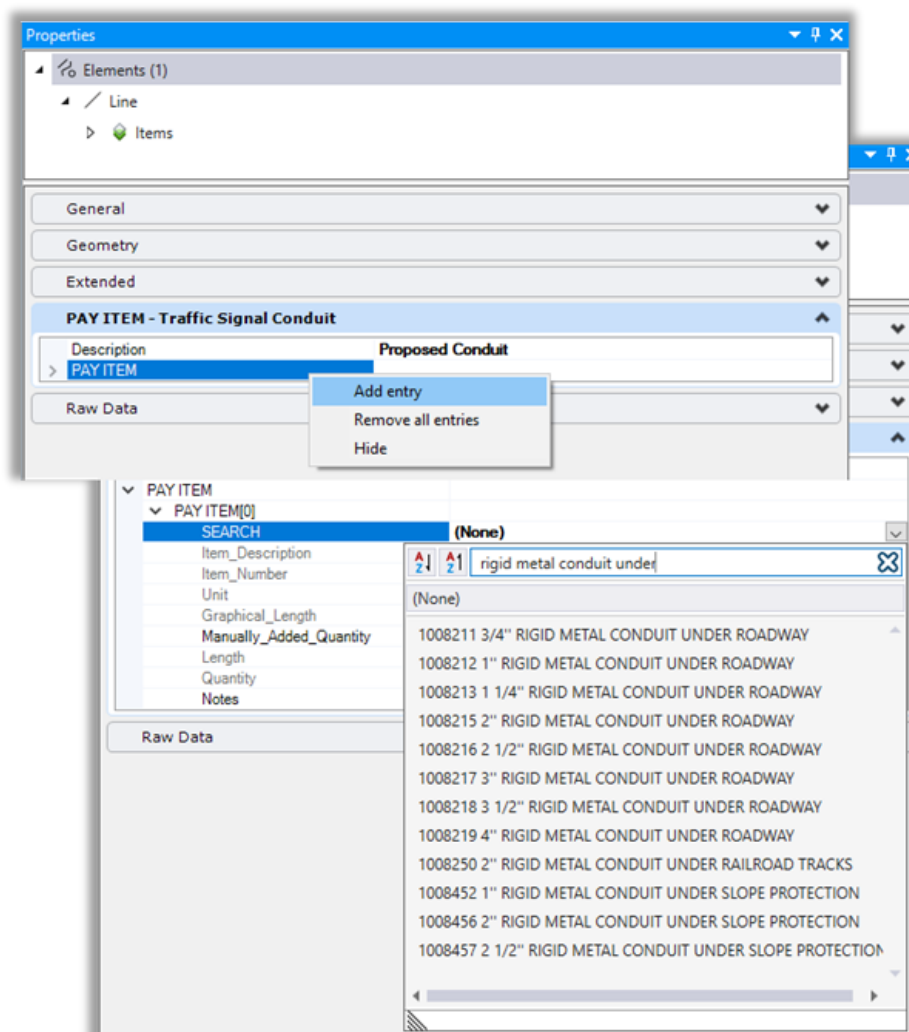 Properties
Elements (1)
Line
Items
General
Geometry
Extended
PAY ITEM - Traffic Signal Conduit
Description Proposed Conduit
PAY ITEM
Add entry
Raw Data
Remove all entries
Hide
PAY ITEM
PAY ITEM[0]
SEARCH (None)
Item_Description
Item_Number
Unit
Graphical_Length
Manually_Added_Quantity
Length
Quantity
Notes
Raw Data
rigid metal conduit under
(None)
1008211 3/4'' RIGID METAL CONDUIT UNDER ROADWAY
1008212 1'' RIGID METAL CONDUIT UNDER ROADWAY
1008213 1 1/4'' RIGID METAL CONDUIT UNDER ROADWAY
1008215 2'' RIGID METAL CONDUIT UNDER ROADWAY
1008216 2 1/2'' RIGID METAL CONDUIT UNDER ROADWAY
1008217 3'' RIGID METAL CONDUIT UNDER ROADWAY
1008218 3 1/2'' RIGID METAL CONDUIT UNDER ROADWAY
1008219 4'' RIGID METAL CONDUIT UNDER ROADWAY
1008250 2'' RIGID METAL CONDUIT UNDER RAILROAD TRACKS
1008452 1'' RIGID METAL CONDUIT UNDER SLOPE PROTECTION
1008456 2'' RIGID METAL CONDUIT UNDER SLOPE PROTECTION
1008457 2 1/2'' RIGID METAL CONDUIT UNDER SLOPE PROTECTION